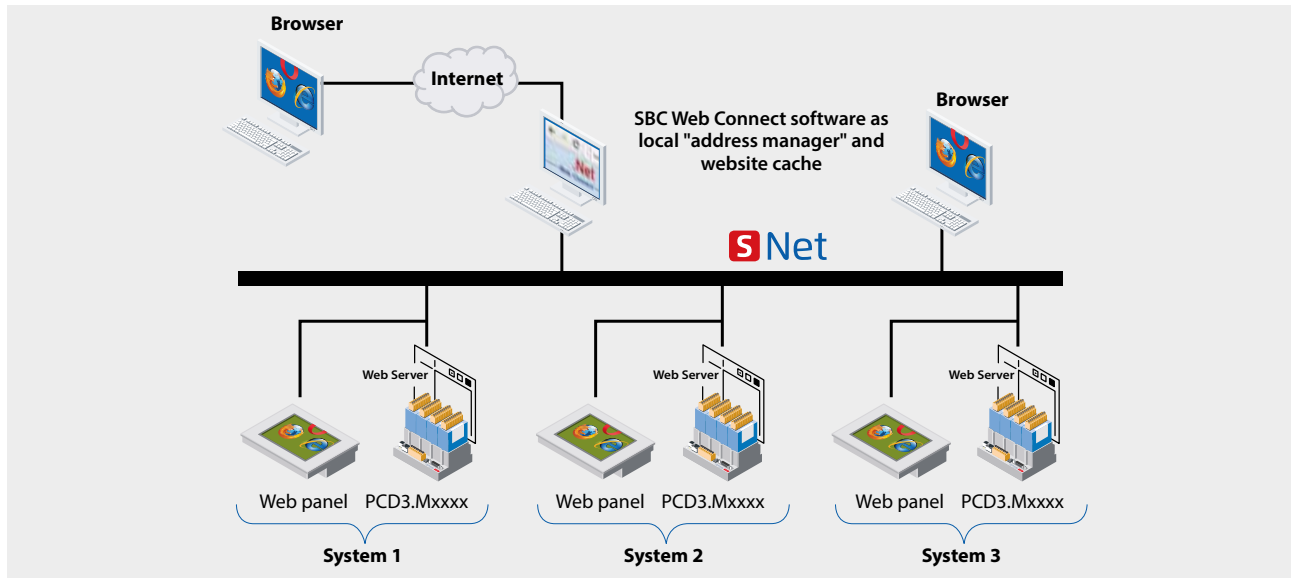 Browser
Internet
SBC Web Connect software as
local "address manager" and
website cache
Browser
.Net
S Net
Web Server
Web Server
Web Server
Web panel PCD3.Mxxxx
Web panel PCD3.Mxxxx
Web panel PCD3.Mxxxx
System 1
System 2
System 3